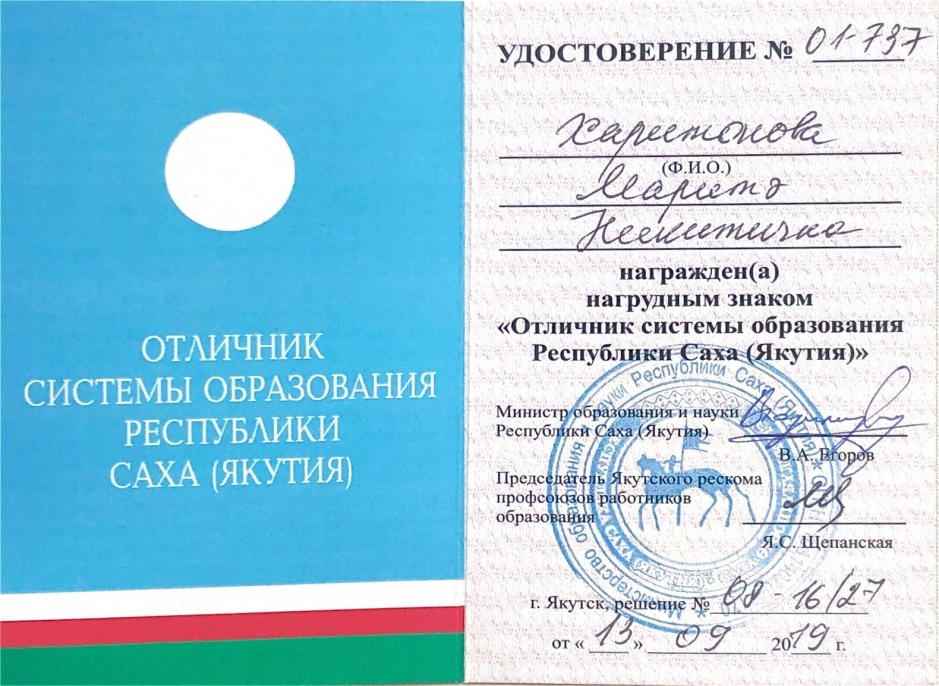 ОТЛИЧНИК
СИСТЕМЫ ОБРАЗОВАНИЯ
РЕСПУБЛИКИ
САХА (ЯКУТИЯ)
УДОСТОВЕРЕНИЕ № 01-737
Харитонова
(Ф.И.О.)
Никитична
награжден(а)
нагрудным знаком
«Отличник системы образования
Республики Саха (Якутия)»
Министр образования и науки
Республики Саха (Якутия)
В.А. Егоров
Председатель Якутского рескома
профсоюзов работников
образования
Я.С. Щепанская
Министерство образования и науки Республики Саха (Якутия)
г. Якутск, решение № 08-16/27
от « 13 » 09 2019 г.